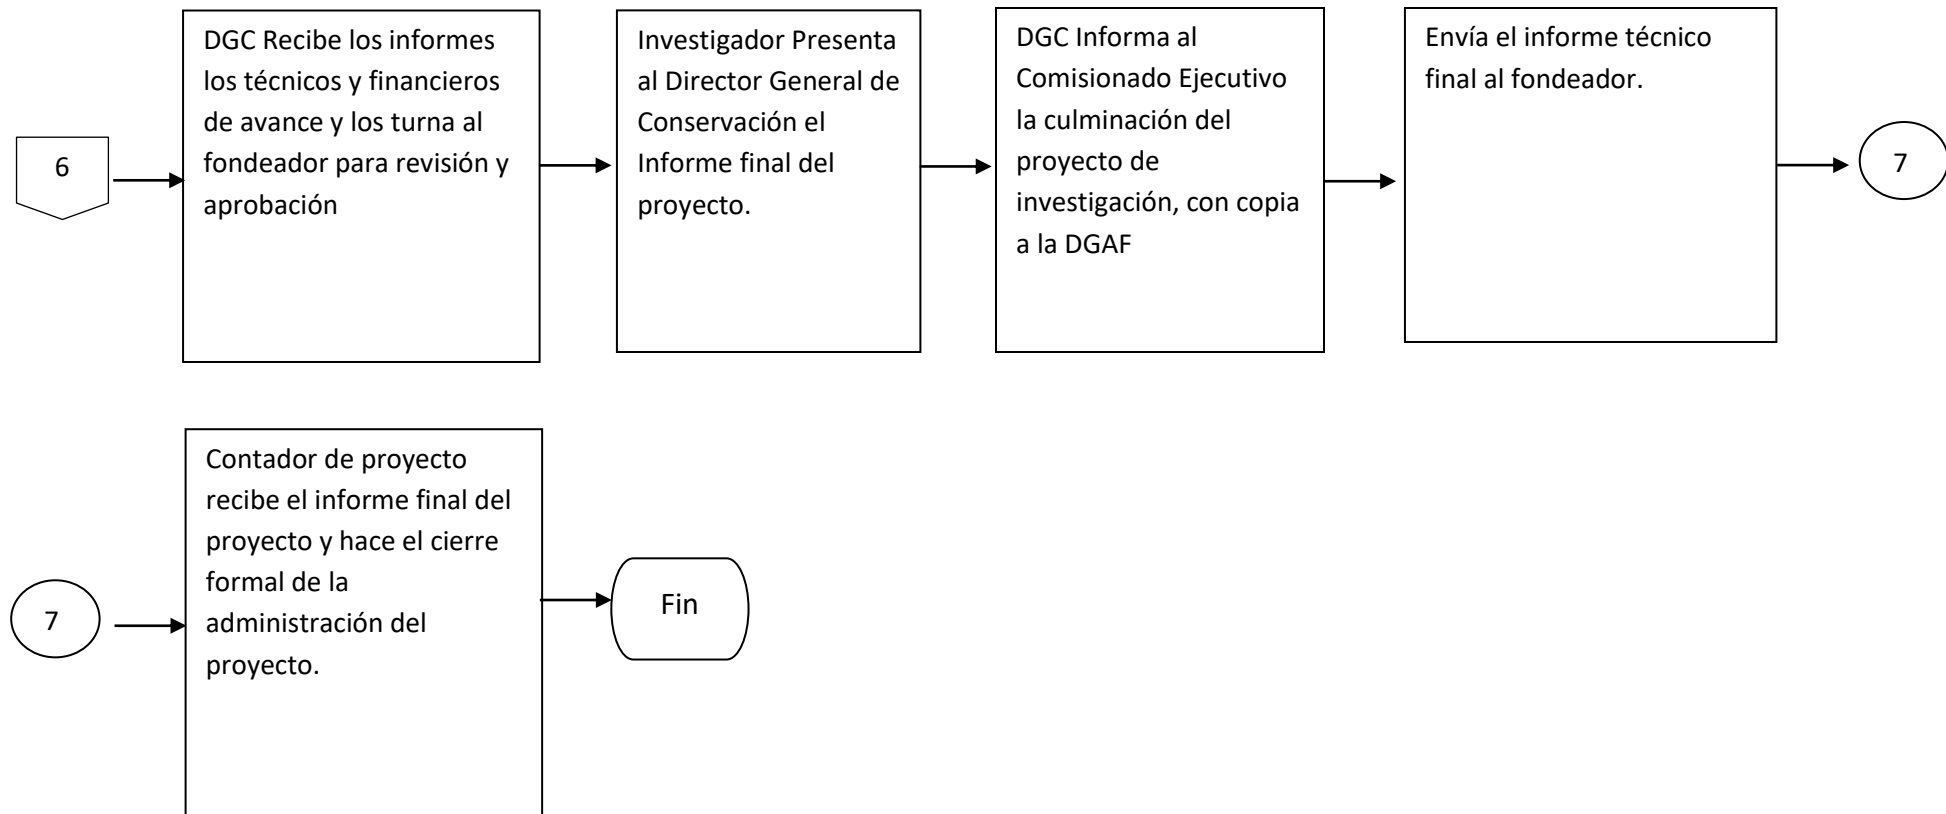 6
DGC Recibe los informes
los técnicos y financieros
de avance y los turna al
fondeador para revisión y
aprobación
Investigador Presenta
al Director General de
Conservación el
Informe final del
proyecto.
DGC Informa al
Comisionado Ejecutivo
la culminación del
proyecto de
investigación, con copia
a la DGAF
Envía el informe técnico
final al fondeador.
7
7
Contador de proyecto
recibe el informe final del
proyecto y hace el cierre
formal de la
administración del
proyecto.
Fin